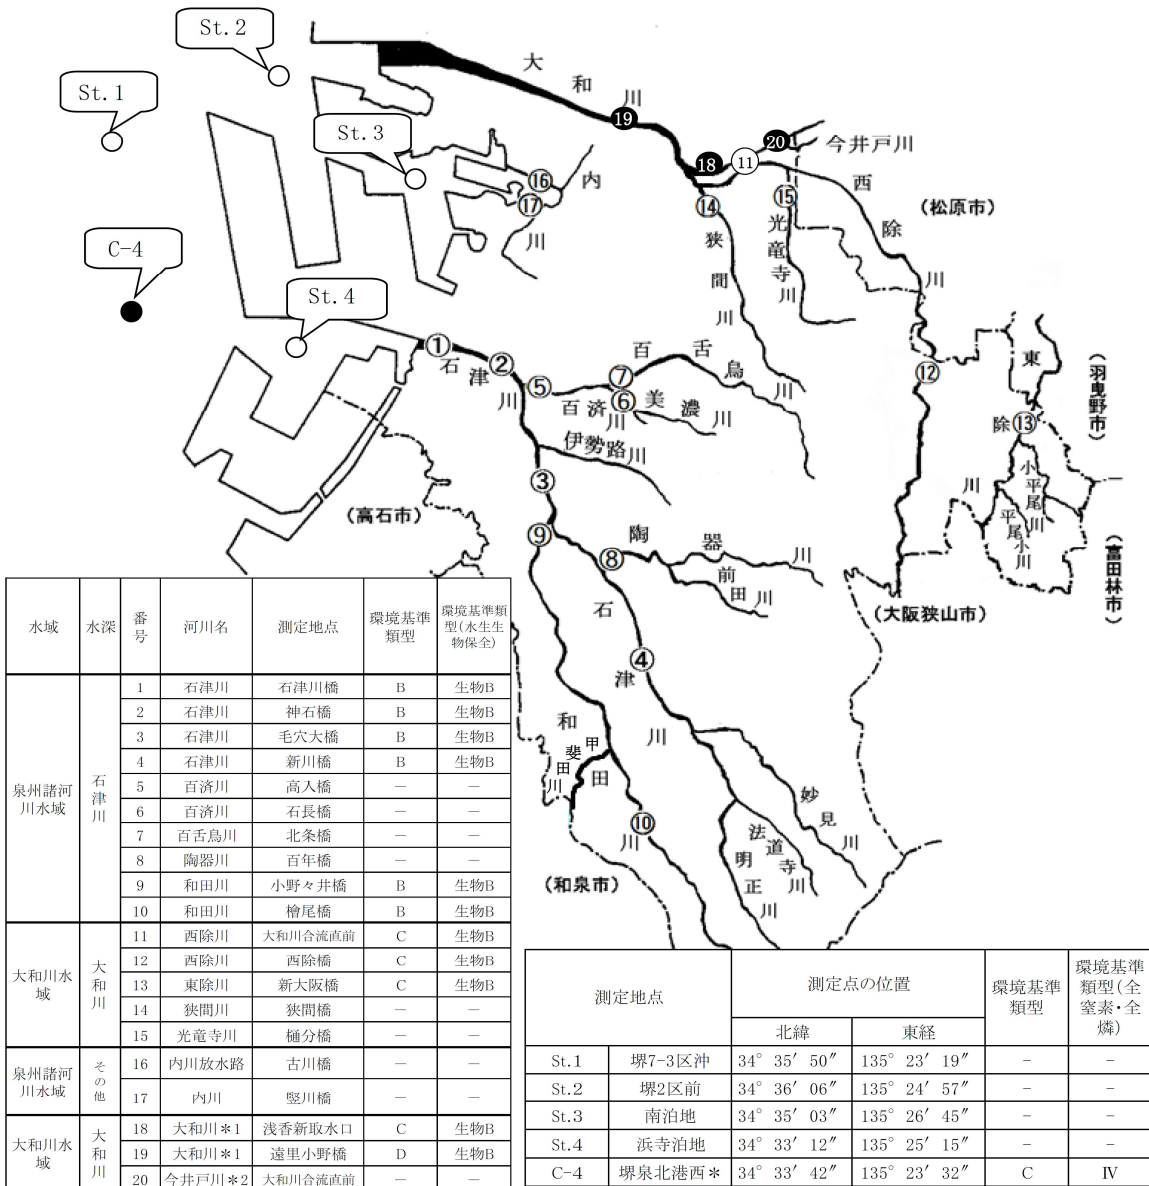 St.2
St.1
St.3
C-4
St.4
大和川
⑲
⑳
今井戸川
⑱
⑪
⑯
⑰
内川
⑭
狭間川
⑮
光竜寺川
西除川
(松原市)
①
②
石津川
⑤
⑦
⑥
百舌鳥川
百済川
美濃川
伊勢路川
③
⑫
東除川
⑬
(羽曳野市)
小平尾川
平尾小川
(高石市)
⑨
⑧
陶器川
前田川
(富田林市)
(大阪狭山市)
石津川
④
和田川
甲斐田川
⑩
妙見川
法道寺川
明正川
(和泉市)
水域 水深 番号 河川名 測定地点 環境基準類型 環境基準類型(水生生物保全)
泉州諸河川水域 石津川
1 石津川 石津川橋 B 生物B
2 石津川 神石橋 B 生物B
3 石津川 毛穴大橋 B 生物B
4 石津川 新川橋 B 生物B
5 百済川 高入橋 — —
6 百済川 石長橋 — —
7 百舌鳥川 北条橋 — —
8 陶器川 百年橋 — —
9 和田川 小野々井橋 B 生物B
10 和田川 檜尾橋 B 生物B
大和川水域 大和川
11 西除川 大和川合流直前 C 生物B
12 西除川 西除橋 C 生物B
13 東除川 新大阪橋 C 生物B
14 狭間川 狭間橋 — —
15 光竜寺川 樋分橋 — —
泉州諸河川水域 その他
16 内川放水路 古川橋 — —
17 内川 竪川橋 — —
大和川水域 大和川
18 大和川＊1 浅香新取水口 C 生物B
19 大和川＊1 遠里小野橋 D 生物B
20 今井戸川＊2 大和川合流直前 — —
測定地点 測定点の位置 環境基準類型 環境基準類型(全窒素・全燐)
北緯 東経
St.1 堺7-3区沖 34° 35′ 50″ 135° 23′ 19″ - -
St.2 堺2区前 34° 36′ 06″ 135° 24′ 57″ - -
St.3 南泊地 34° 35′ 03″ 135° 26′ 45″ - -
St.4 浜寺泊地 34° 33′ 12″ 135° 25′ 15″ - -
C-4 堺泉北港西＊ 34° 33′ 42″ 135° 23′ 32″ C Ⅳ